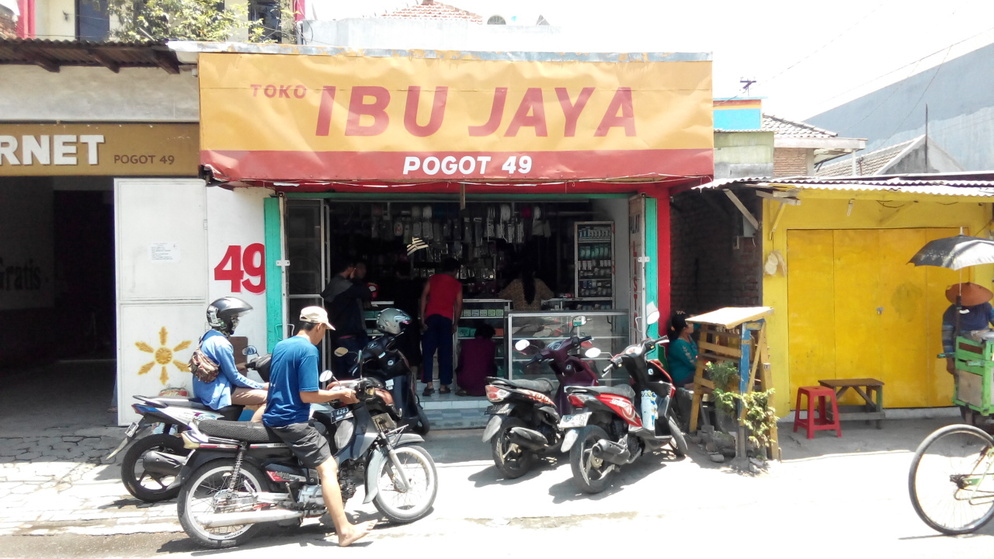 RNET POGOT 49
TOKO IBU JAYA
POGOT 49
49
Gratis